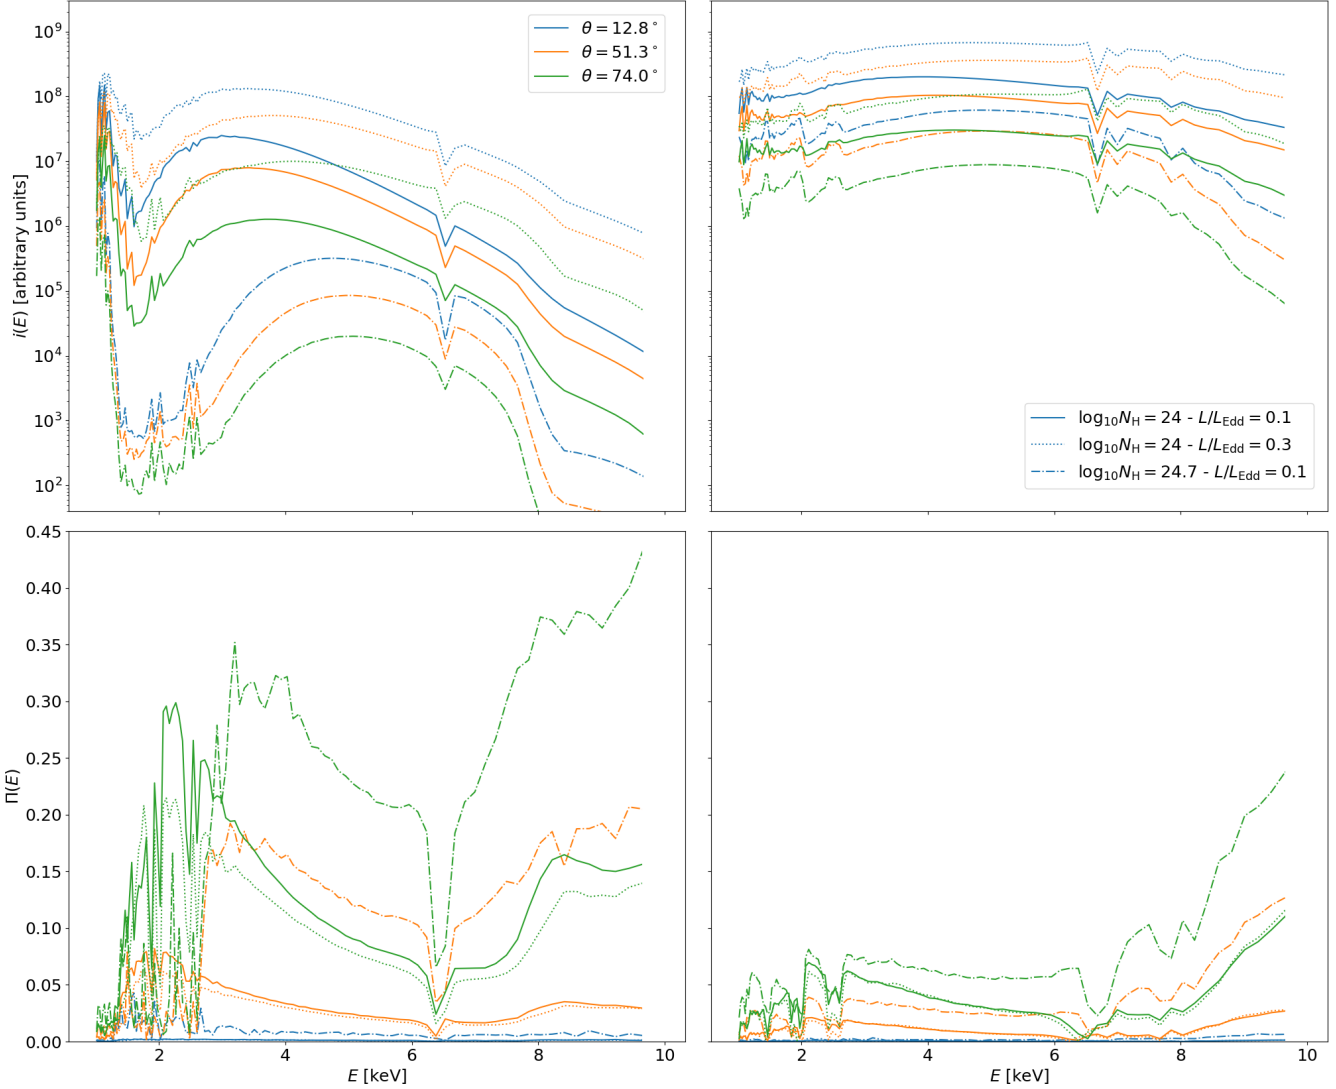 10⁹
10⁸
10⁷
10⁶
10⁵
10⁴
10³
10²
i(E) [arbitrary units]
θ = 12.8°
θ = 51.3°
θ = 74.0°
log₁₀N_H = 24 - L/L_Edd = 0.1
log₁₀N_H = 24 - L/L_Edd = 0.3
log₁₀N_H = 24.7 - L/L_Edd = 0.1
0.45
0.40
0.35
0.30
0.25
0.20
0.15
0.10
0.05
0.00
Π(E)
2 4 6 8 10
E [keV]
2 4 6 8 10
E [keV]